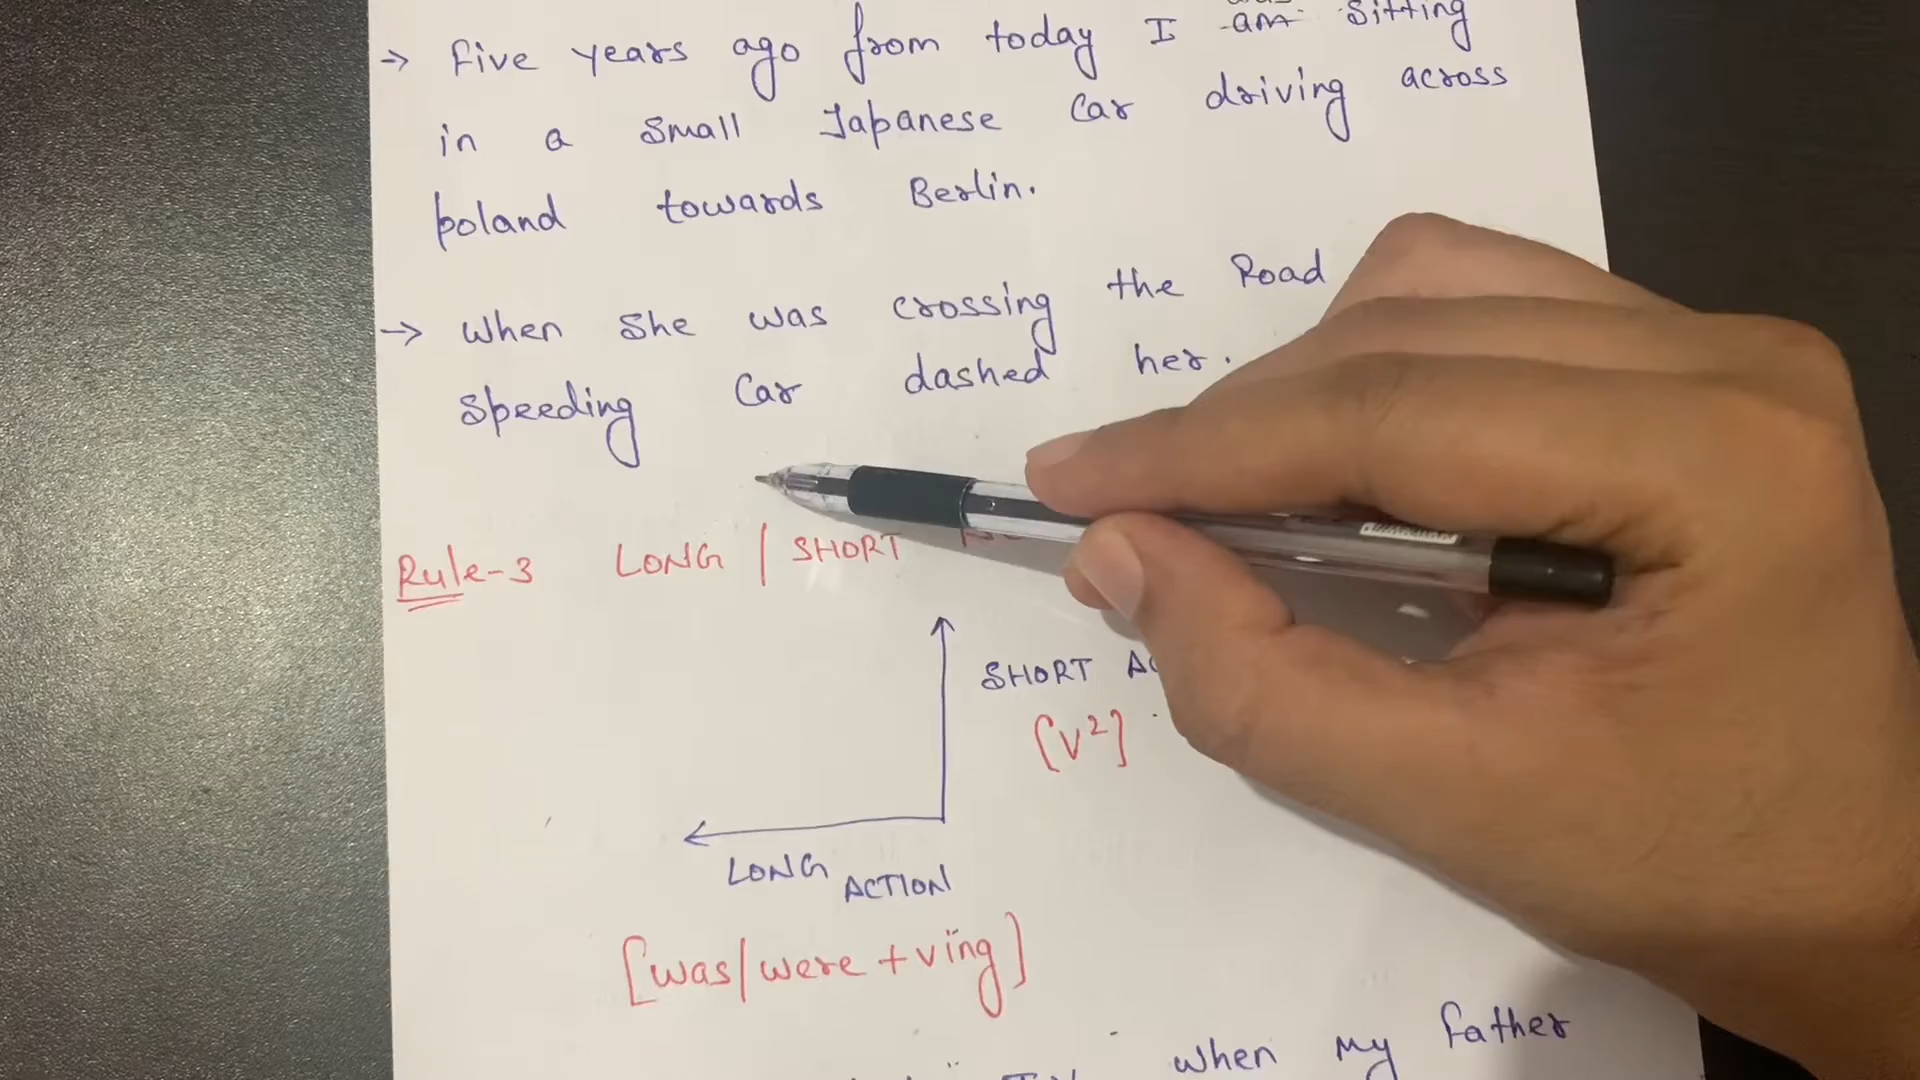 → Five years ago from today I am sitting
in a small Japanese Car driving across
poland towards Berlin.
→ When she was crossing the Road
speeding Car dashed her.
Rule-3 LONG / SHORT
SHORT
[V²]
LONG ACTION
[was/were + ving]
when my father